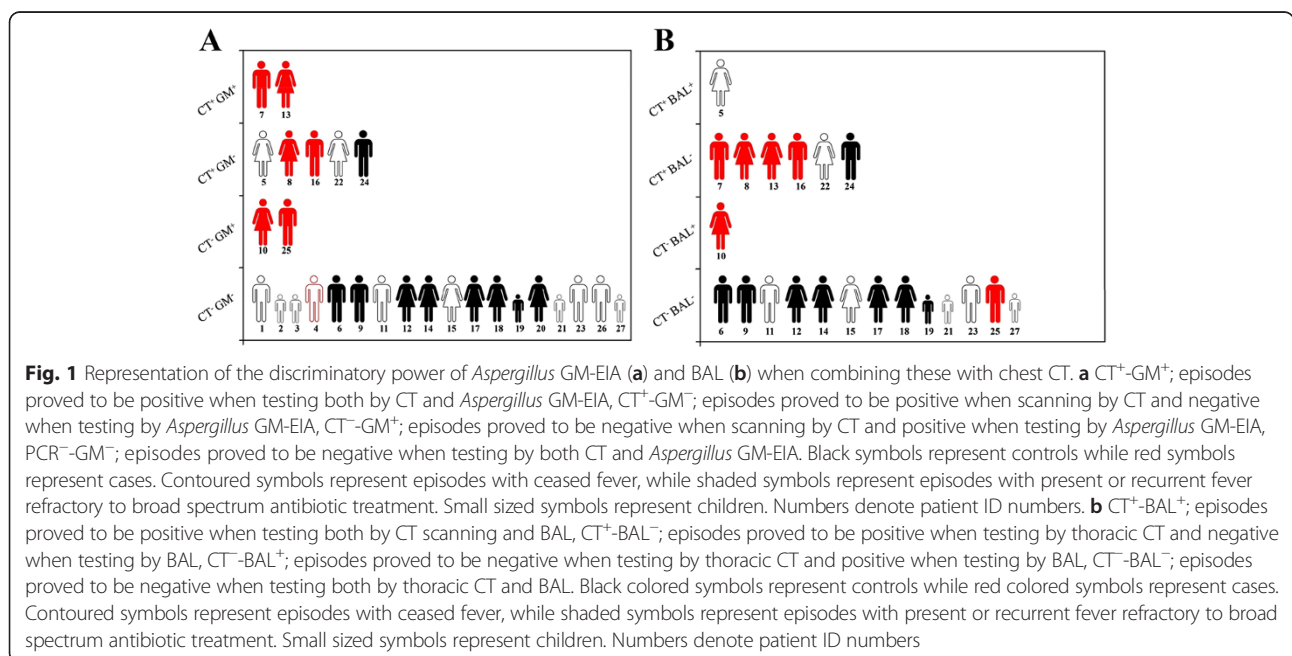 A
B
CT⁺ GM⁺
7 13
CT⁺ GM⁻
5 8 16 22 24
CT⁻ GM⁺
10 25
CT⁻ GM⁻
1 2 3 4 6 9 11 12 14 15 17 18 19 20 21 23 26 27
CT⁺ BAL⁺
5
CT⁺ BAL⁻
7 8 13 16 22 24
CT⁻ BAL⁺
10
CT⁻ BAL⁻
6 9 11 12 14 15 17 18 19 21 23 25 27
Fig. 1 Representation of the discriminatory power of Aspergillus GM-EIA (a) and BAL (b) when combining these with chest CT. a CT⁺-GM⁺; episodes
proved to be positive when testing both by CT and Aspergillus GM-EIA, CT⁺-GM⁻; episodes proved to be positive when scanning by CT and negative
when testing by Aspergillus GM-EIA, CT⁻-GM⁺; episodes proved to be negative when scanning by CT and positive when testing by Aspergillus GM-EIA,
PCR⁻-GM⁻; episodes proved to be negative when testing by both CT and Aspergillus GM-EIA. Black symbols represent controls while red symbols
represent cases. Contoured symbols represent episodes with ceased fever, while shaded symbols represent episodes with present or recurrent fever
refractory to broad spectrum antibiotic treatment. Small sized symbols represent children. Numbers denote patient ID numbers. b CT⁺-BAL⁺; episodes
proved to be positive when testing both by CT scanning and BAL, CT⁺-BAL⁻; episodes proved to be positive when testing by thoracic CT and negative
when testing by BAL, CT⁻-BAL⁺; episodes proved to be negative when testing by thoracic CT and positive when testing by BAL, CT⁻-BAL⁻; episodes
proved to be negative when testing both by thoracic CT and BAL. Black colored symbols represent controls while red colored symbols represent cases.
Contoured symbols represent episodes with ceased fever, while shaded symbols represent episodes with present or recurrent fever refractory to broad
spectrum antibiotic treatment. Small sized symbols represent children. Numbers denote patient ID numbers